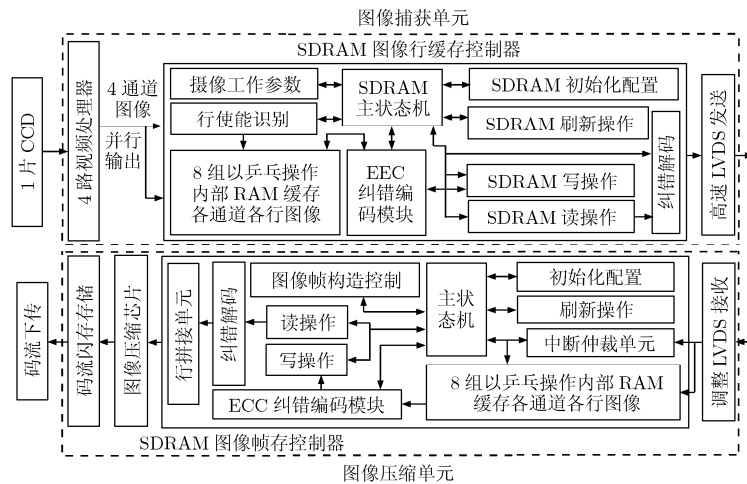 图像捕获单元
SDRAM 图像行缓存控制器
1 片 CCD
4 路视频处理器
4 通道
图像
并行
输出
摄像工作参数
行使能识别
8 组以乒乓操作
内部 RAM 缓存
各通道各行图像
SDRAM
主状态机
EEC
纠错编
码模块
SDRAM 初始化配置
SDRAM 刷新操作
SDRAM 写操作
SDRAM 读操作
纠错解码
高速 LVDS 发送
码流下传
码流闪存存储
图像压缩芯片
行拼接单元
纠错解码
图像帧构造控制
读操作
写操作
ECC 纠错编码模块
主状
态机
初始化配置
刷新操作
中断仲裁单元
8 组以乒乓操作内部 RAM
缓存各通道各行图像
调整 LVDS 接收
SDRAM 图像帧存控制器
图像压缩单元